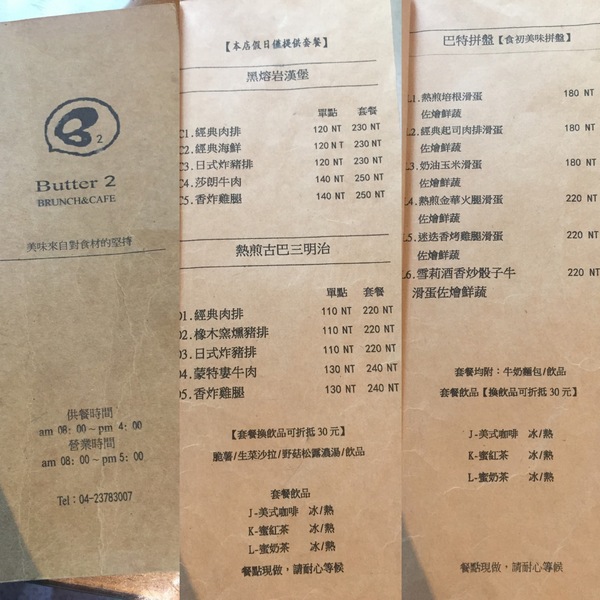 2
Butter 2
BRUNCH&CAFE
美味來自對食材的堅持
供餐時間
am 08：00～pm 4：00
營業時間
am 08：00～pm 5：00
Tel：04-23783007
【本店假日僅提供套餐】
黑熔岩漢堡
單點 套餐
C1.經典肉排 120 NT 230 NT
C2.經典海鮮 120 NT 230 NT
C3.日式炸豬排 120 NT 230 NT
C4.莎朗牛肉 140 NT 250 NT
C5.香炸雞腿 140 NT 250 NT
熱煎古巴三明治
單點 套餐
D1.經典肉排 110 NT 220 NT
D2.橡木窯燻豬排 110 NT 220 NT
D3.日式炸豬排 110 NT 220 NT
D4.蒙特婁牛肉 130 NT 240 NT
D5.香炸雞腿 130 NT 240 NT
【套餐換飲品可折抵 30 元】
脆薯/生菜沙拉/野菇松露濃湯/飲品
套餐飲品
J-美式咖啡 冰/熱
K-蜜紅茶 冰/熱
L-蜜奶茶 冰/熱
餐點現做，請耐心等候
巴特拼盤【食初美味拼盤】
L1.熱煎培根滑蛋 180 NT
佐燴鮮蔬
L2.經典起司肉排滑蛋 180 NT
佐燴鮮蔬
L3.奶油玉米滑蛋 180 NT
佐燴鮮蔬
L4.熱煎金華火腿滑蛋 220 NT
佐燴鮮蔬
L5.迷迭香烤雞腿滑蛋 220 NT
佐燴鮮蔬
L6.雪莉酒香炒骰子牛 220 NT
滑蛋佐燴鮮蔬
套餐均附：牛奶麵包/飲品
套餐飲品【換飲品可折抵 30 元】
J-美式咖啡 冰/熱
K-蜜紅茶 冰/熱
L-蜜奶茶 冰/熱
餐點現做，請耐心等候